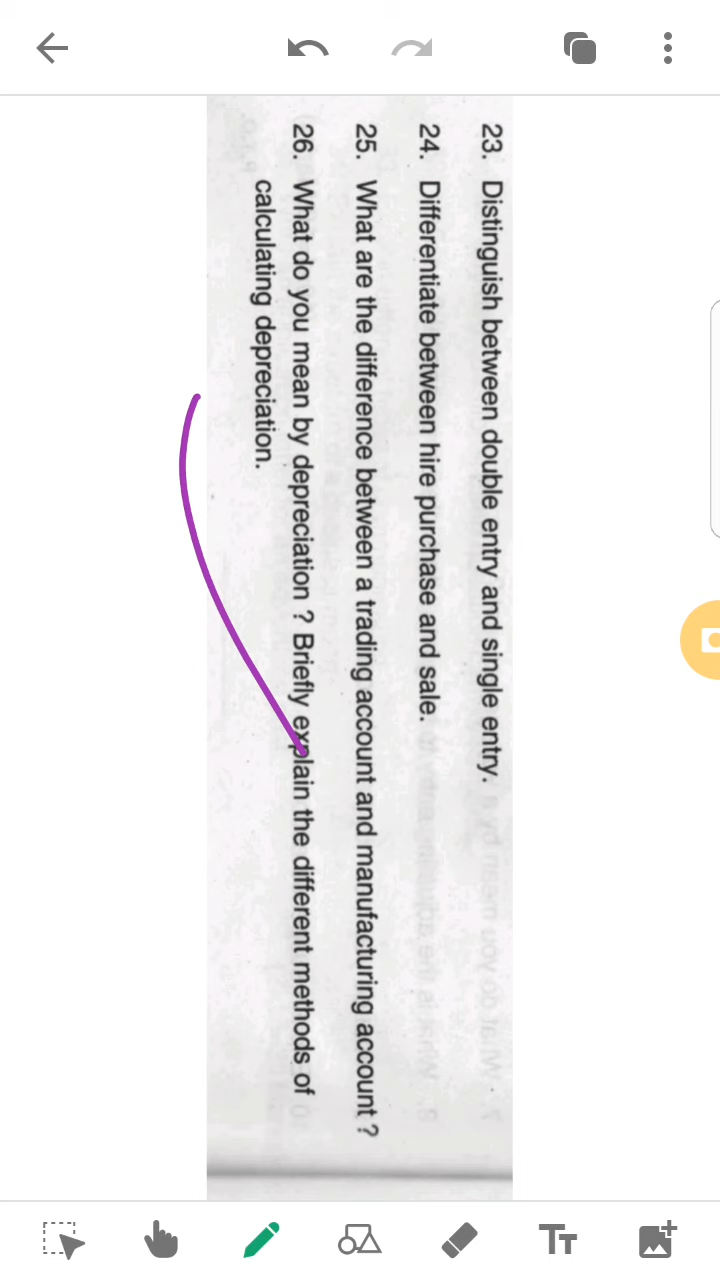 23. Distinguish between double entry and single entry.
24. Differentiate between hire purchase and sale.
25. What are the difference between a trading account and manufacturing account ?
26. What do you mean by depreciation ? Briefly explain the different methods of
calculating depreciation.
TT